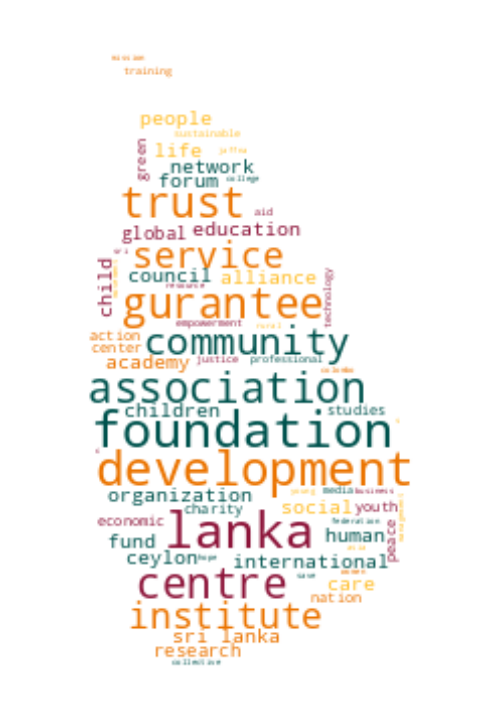 mission
training
people
sustainable
green
life
jaffna
network
forum college
trust
aid
global education
service
child
council alliance
resource
technology
gurantee
empowerment rural
action community
center
academy justice professional
colombo
association
children studies
foundation
development
young media business
organization
charity social youth
management
economic lanka federation
fund human
peace
ceylon hope international
centre save women
care
nation
institute
sri lanka
research
collective